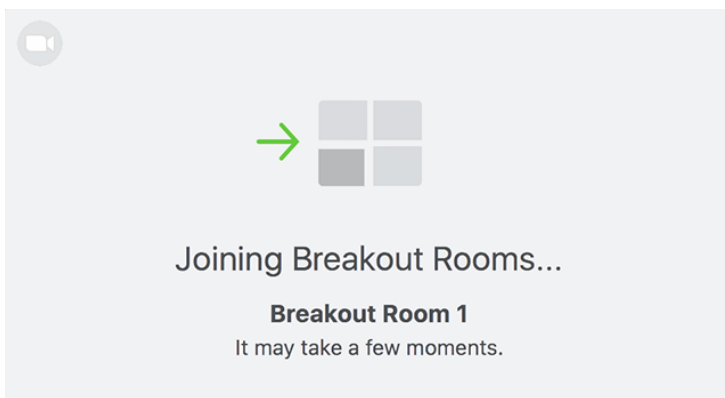 Joining Breakout Rooms...
Breakout Room 1
It may take a few moments.